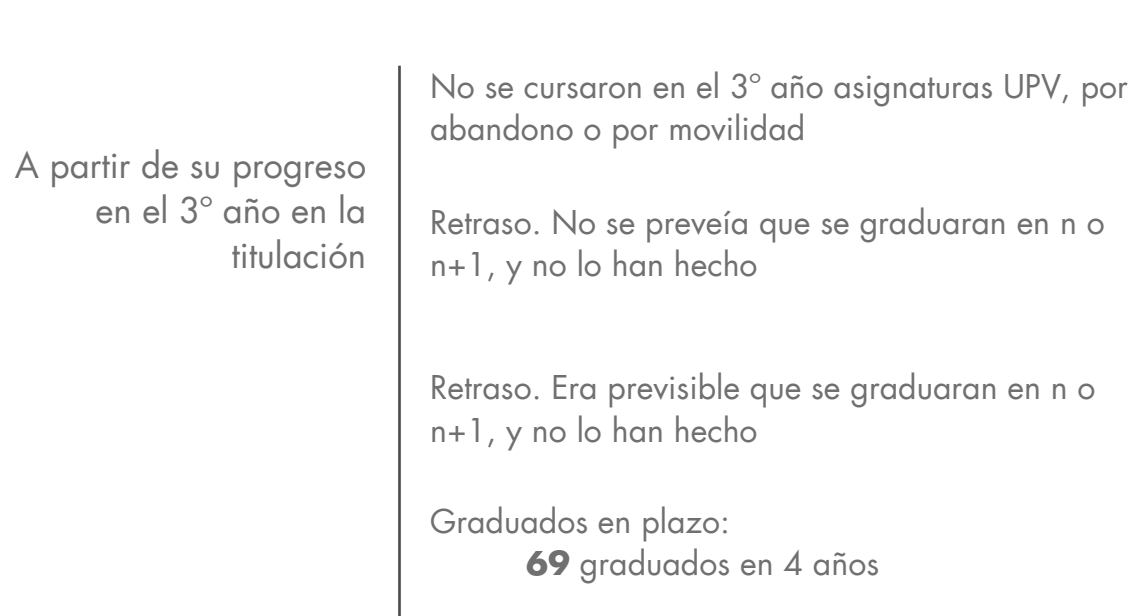 A partir de su progreso
en el 3º año en la
titulación
No se cursaron en el 3º año asignaturas UPV, por
abandono o por movilidad
Retraso. No se preveía que se graduaran en n o
n+1, y no lo han hecho
Retraso. Era previsible que se graduaran en n o
n+1, y no lo han hecho
Graduados en plazo:
69 graduados en 4 años